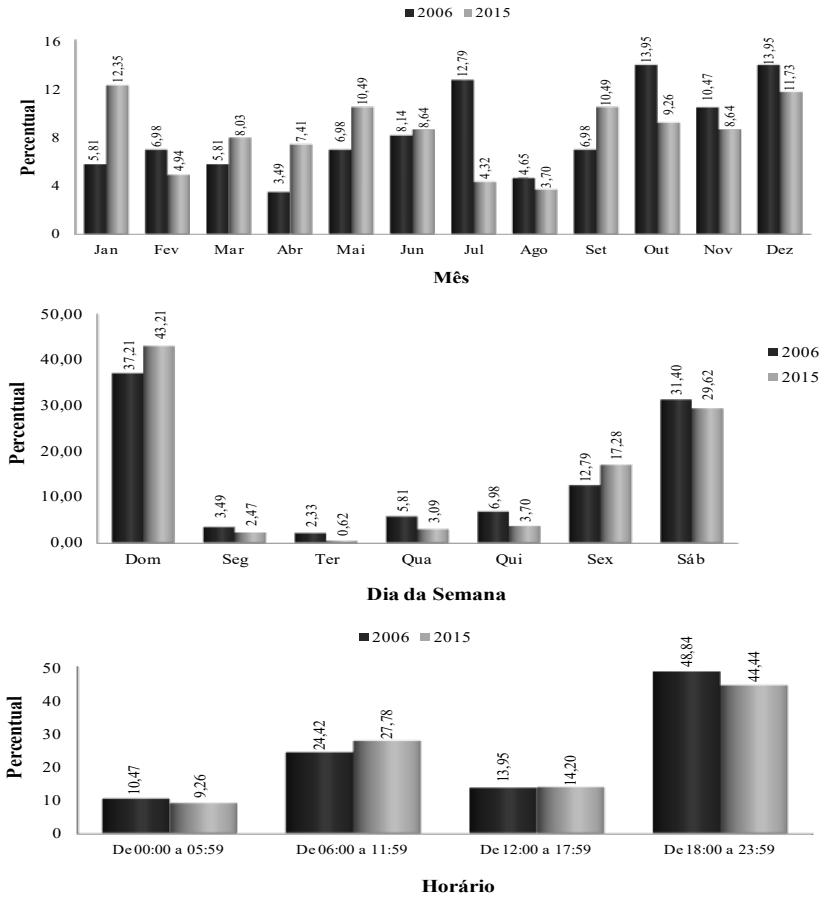 2006 2015
Percentual
16
12
8
4
0
5,81 12,35 6,98 4,94 5,81 8,03 3,49 7,41 6,98 10,49 8,14 8,64 12,79 4,32 4,65 3,70 6,98 10,49 13,95 9,26 10,47 8,64 13,95 11,73
Jan Fev Mar Abr Mai Jun Jul Ago Set Out Nov Dez
Mês
Percentual
50,00
40,00
30,00
20,00
10,00
0,00
37,21 43,21 3,49 2,47 2,33 0,62 5,81 3,09 6,98 3,70 12,79 17,28 31,40 29,62
2006
2015
Dom Seg Ter Qua Qui Sex Sáb
Dia da Semana
2006 2015
Percentual
50
40
30
20
10
0
10,47 9,26 24,42 27,78 13,95 14,20 48,84 44,44
De 00:00 a 05:59 De 06:00 a 11:59 De 12:00 a 17:59 De 18:00 a 23:59
Horário